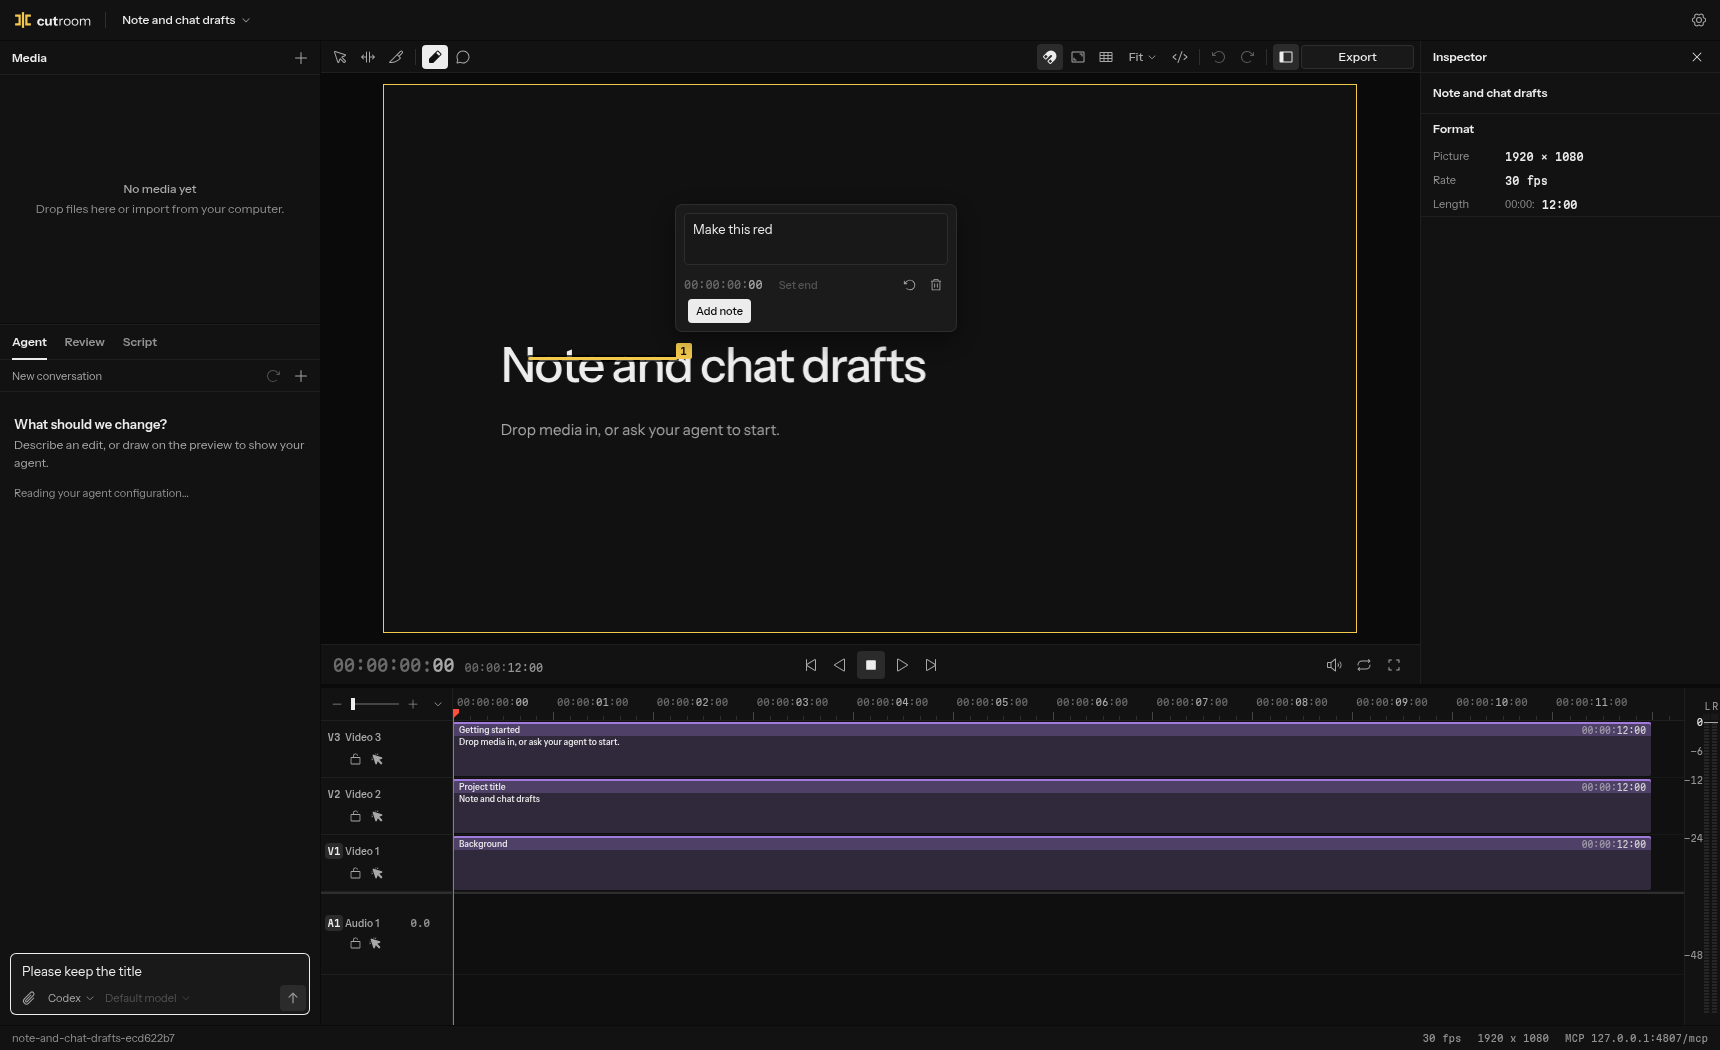 cutroom
Note and chat drafts
Media
Fit
Export
Inspector
No media yet
Drop files here or import from your computer.
Note and chat drafts
Format
Picture 1920 × 1080
Rate 30 fps
Length 00:00:12:00
Make this red
00:00:00:00 Set end
Add note
1
Note and chat drafts
Drop media in, or ask your agent to start.
Agent Review Script
New conversation
What should we change?
Describe an edit, or draw on the preview to show your
agent.
Reading your agent configuration...
00:00:00:00 00:00:12:00
00:00:00:00 00:00:01:00 00:00:02:00 00:00:03:00 00:00:04:00 00:00:05:00 00:00:06:00 00:00:07:00 00:00:08:00 00:00:09:00 00:00:10:00 00:00:11:00
L R
V3 Video 3
Getting started 00:00:12:00
Drop media in, or ask your agent to start.
V2 Video 2
Project title 00:00:12:00
Note and chat drafts
V1 Video 1
Background 00:00:12:00
A1 Audio 1 0.0
0
-6
-12
-24
-48
Please keep the title
Codex Default model
note-and-chat-drafts-ecd622b7
30 fps 1920 x 1080 MCP 127.0.0.1:4807/mcp